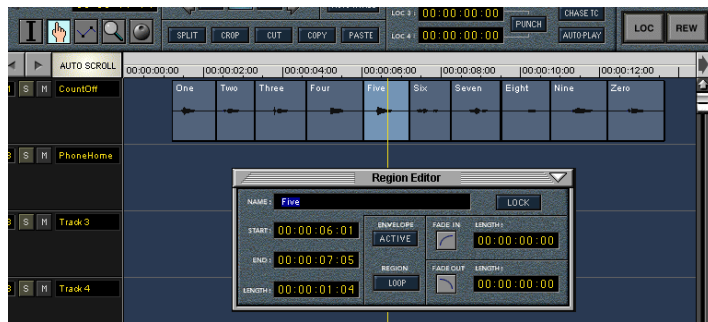 LOC 3 : 00:00:00:00 PUNCH CHASE TC
SPLIT CROP CUT COPY PASTE LOC 4 : 00:00:00:00 AUTO PLAY LOC REW
AUTO SCROLL 00:00:00:00 00:00:02:00 00:00:04:00 00:00:06:00 00:00:08:00 00:00:10:00 00:00:12:00
S M CountOff One Two Three Four Five Six Seven Eight Nine Zero
S M PhoneHome
S M Track 3
S M Track 4
Region Editor
NAME: Five LOCK
START: 00:00:06:01 ENVELOPE ACTIVE FADE IN LENGTH: 00:00:00:00
END: 00:00:07:05
LENGTH: 00:00:01:04 REGION LOOP FADE OUT LENGTH: 00:00:00:00